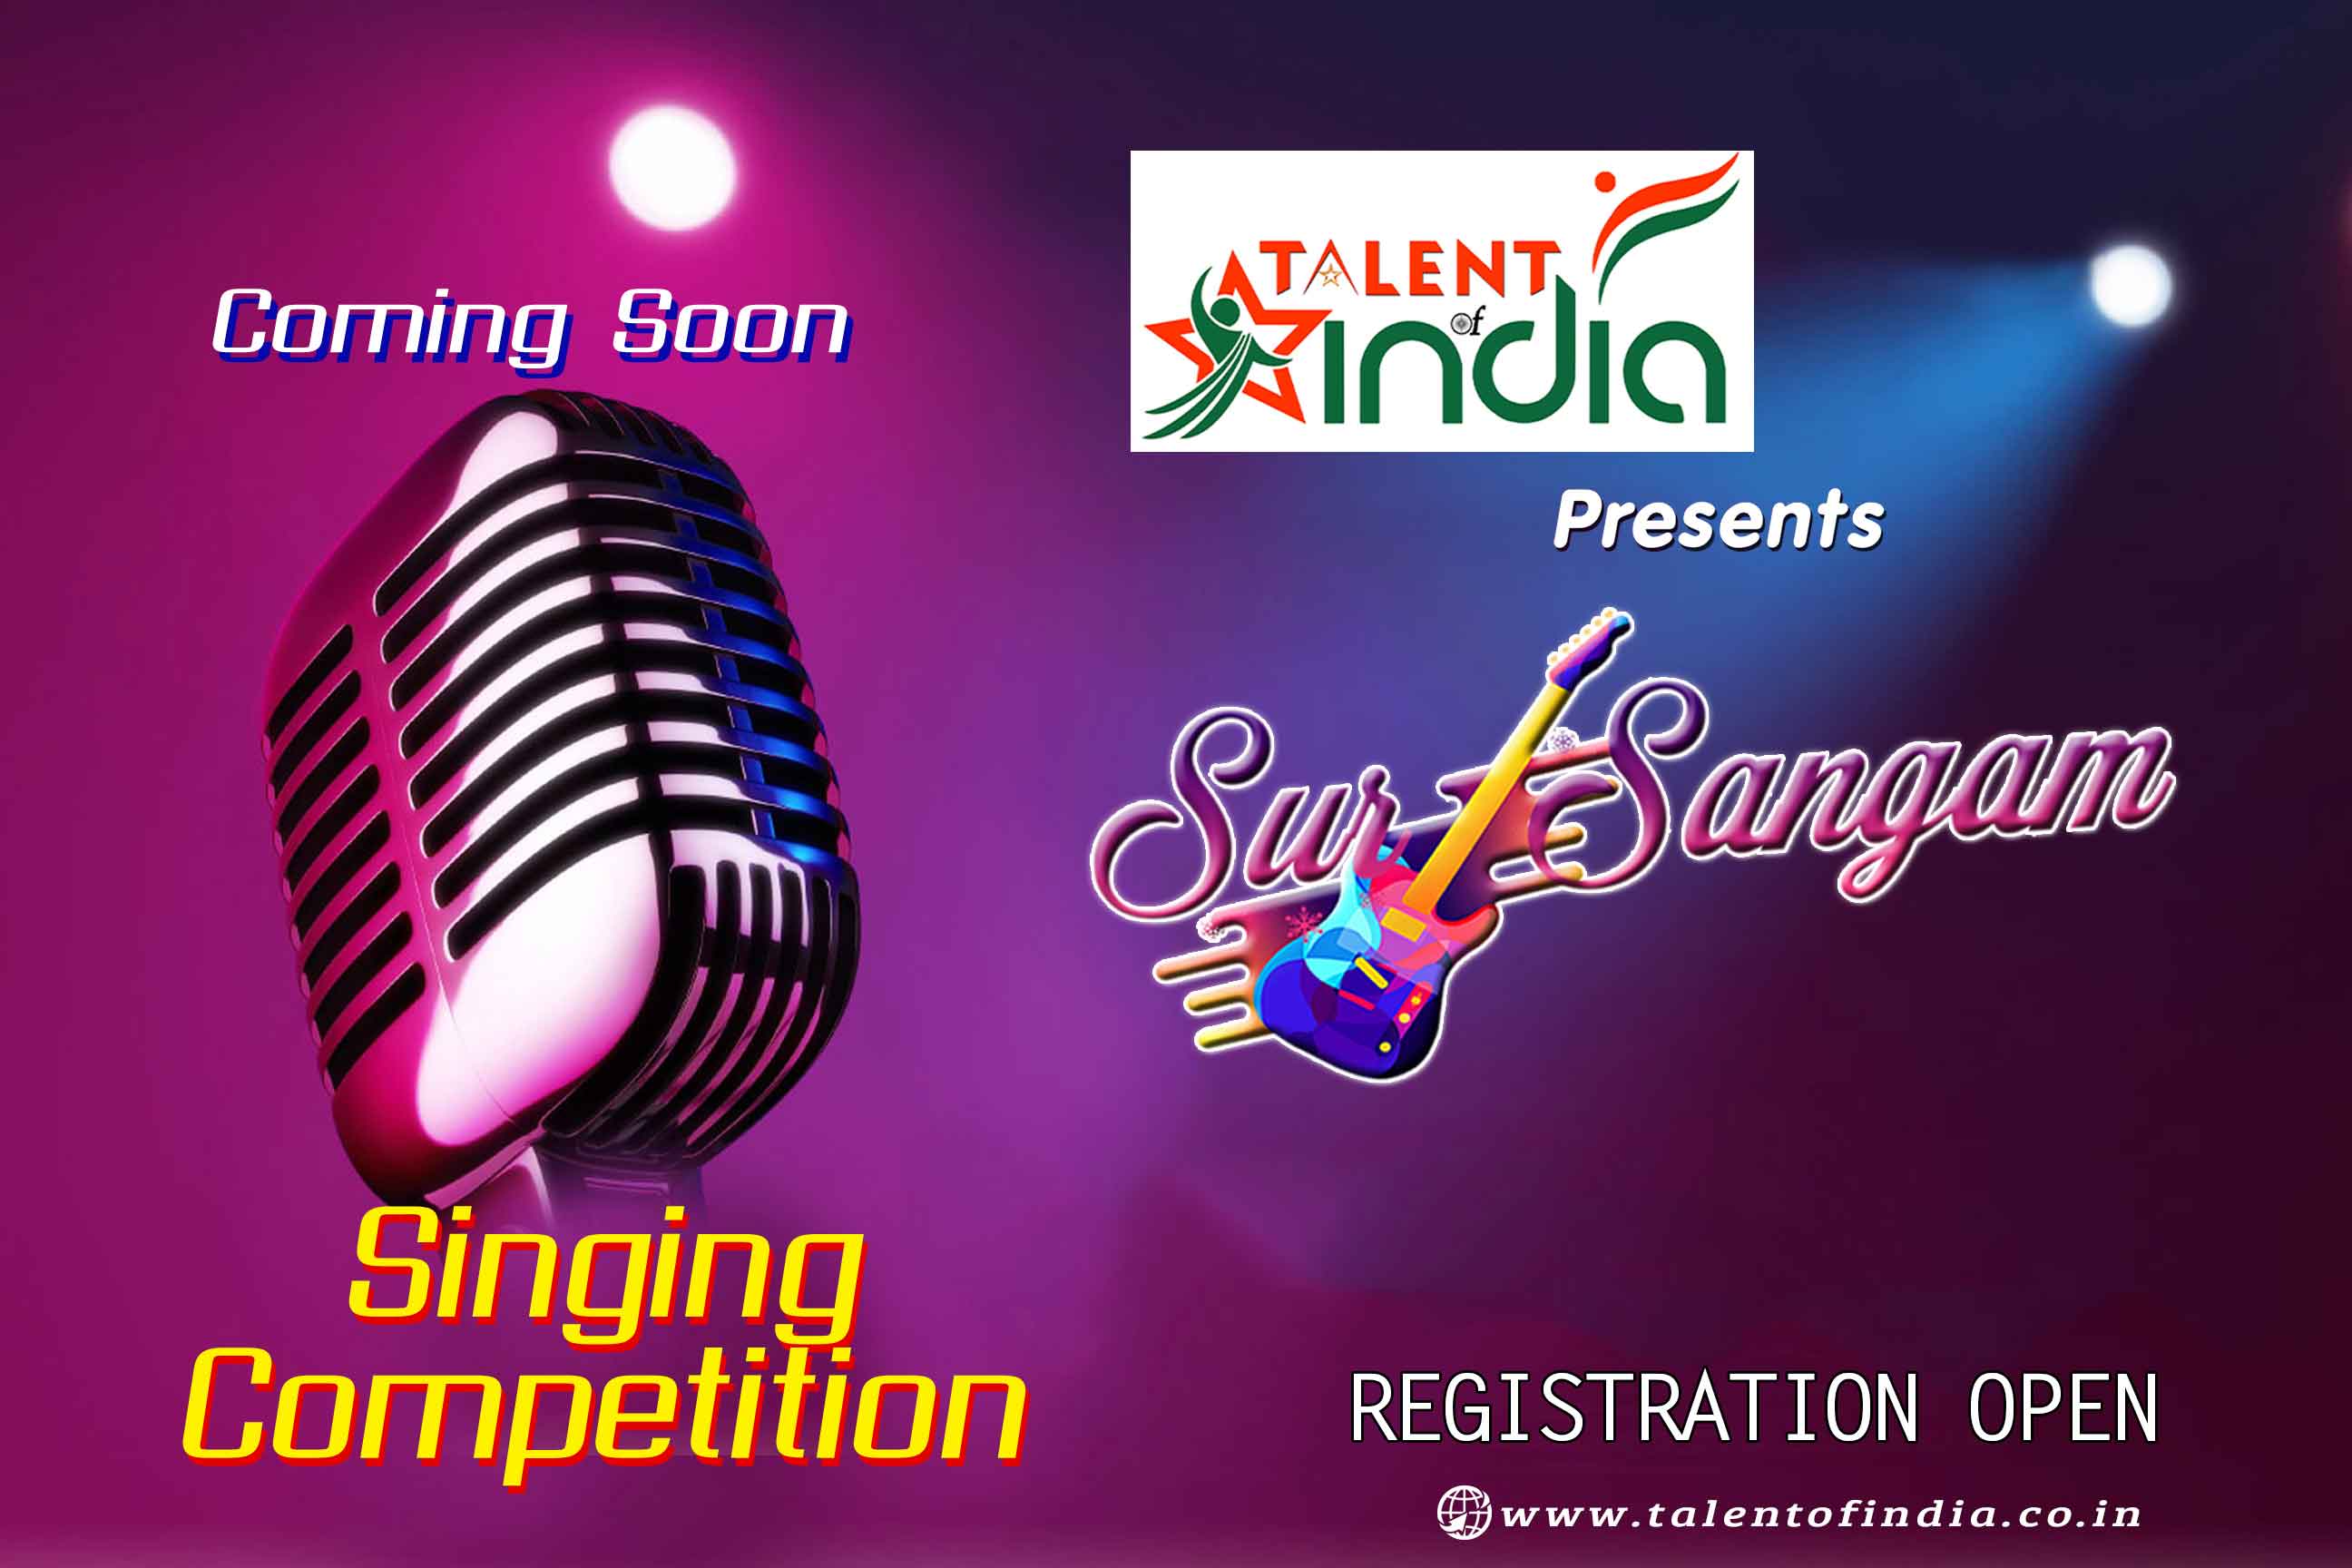 Coming Soon
TALENT
of
india
Presents
Sur Sangam
Singing
Competition
REGISTRATION OPEN
www.talentofindia.co.in